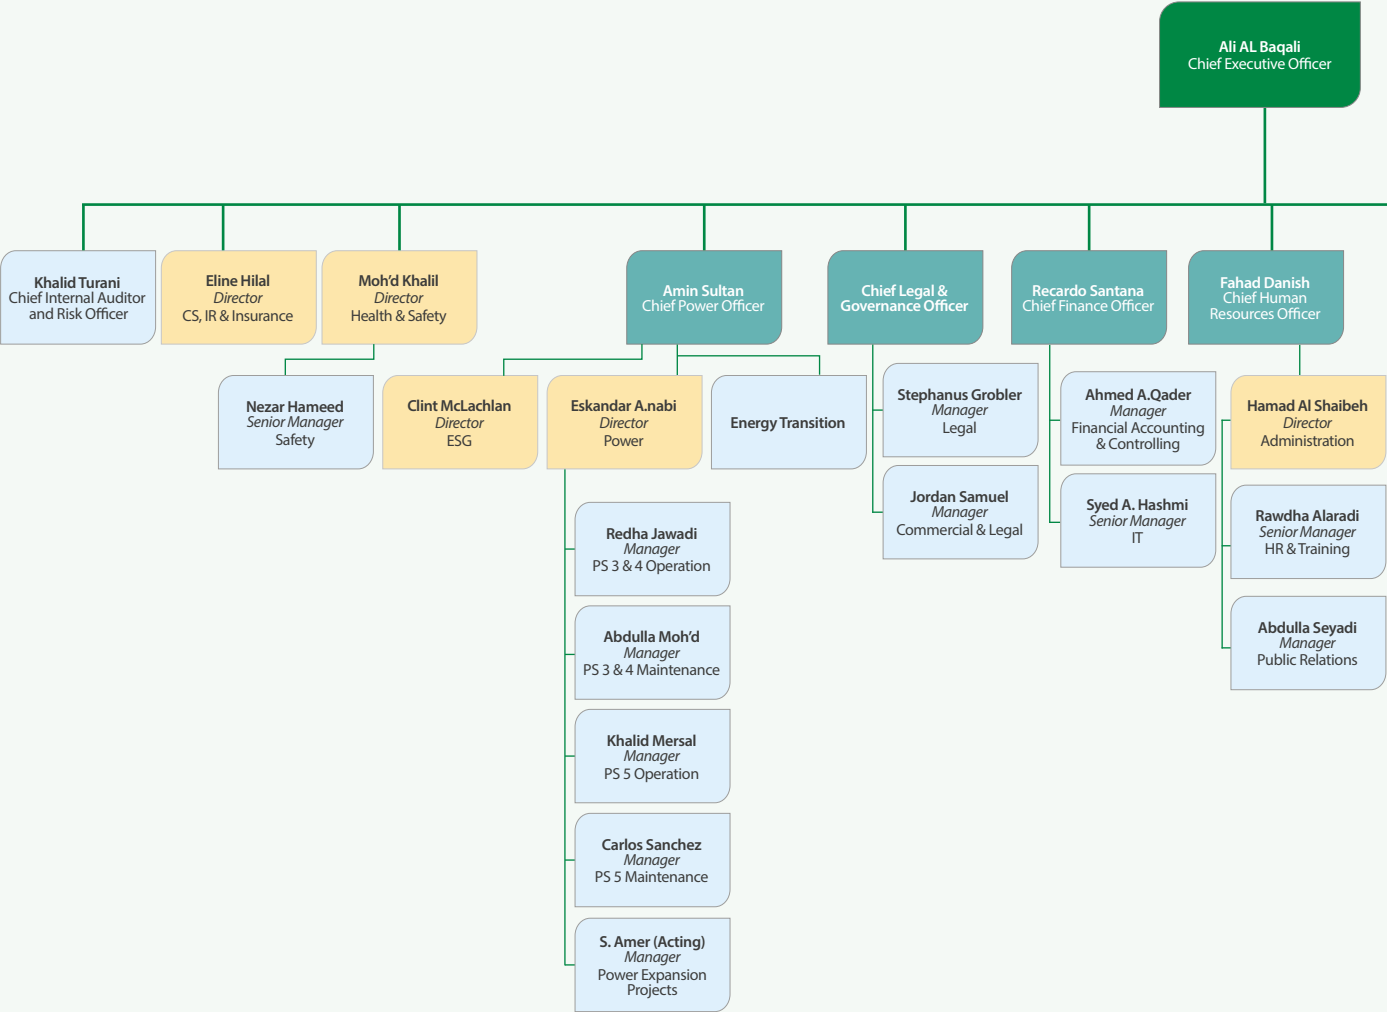 Ali AL Baqali
Chief Executive Officer
Khalid Turani
Chief Internal Auditor
and Risk Officer
Eline Hilal
Director
CS, IR & Insurance
Moh’d Khalil
Director
Health & Safety
Amin Sultan
Chief Power Officer
Chief Legal &
Governance Officer
Recardo Santana
Chief Finance Officer
Fahad Danish
Chief Human
Resources Officer
Nezar Hameed
Senior Manager
Safety
Clint McLachlan
Director
ESG
Eskandar A.nabi
Director
Power
Energy Transition
Stephanus Grobler
Manager
Legal
Jordan Samuel
Manager
Commercial & Legal
Ahmed A.Qader
Manager
Financial Accounting
& Controlling
Syed A. Hashmi
Senior Manager
IT
Hamad Al Shaibeh
Director
Administration
Rawdha Alaradi
Senior Manager
HR & Training
Abdulla Seyadi
Manager
Public Relations
Redha Jawadi
Manager
PS 3 & 4 Operation
Abdulla Moh’d
Manager
PS 3 & 4 Maintenance
Khalid Mersal
Manager
PS 5 Operation
Carlos Sanchez
Manager
PS 5 Maintenance
S. Amer (Acting)
Manager
Power Expansion
Projects